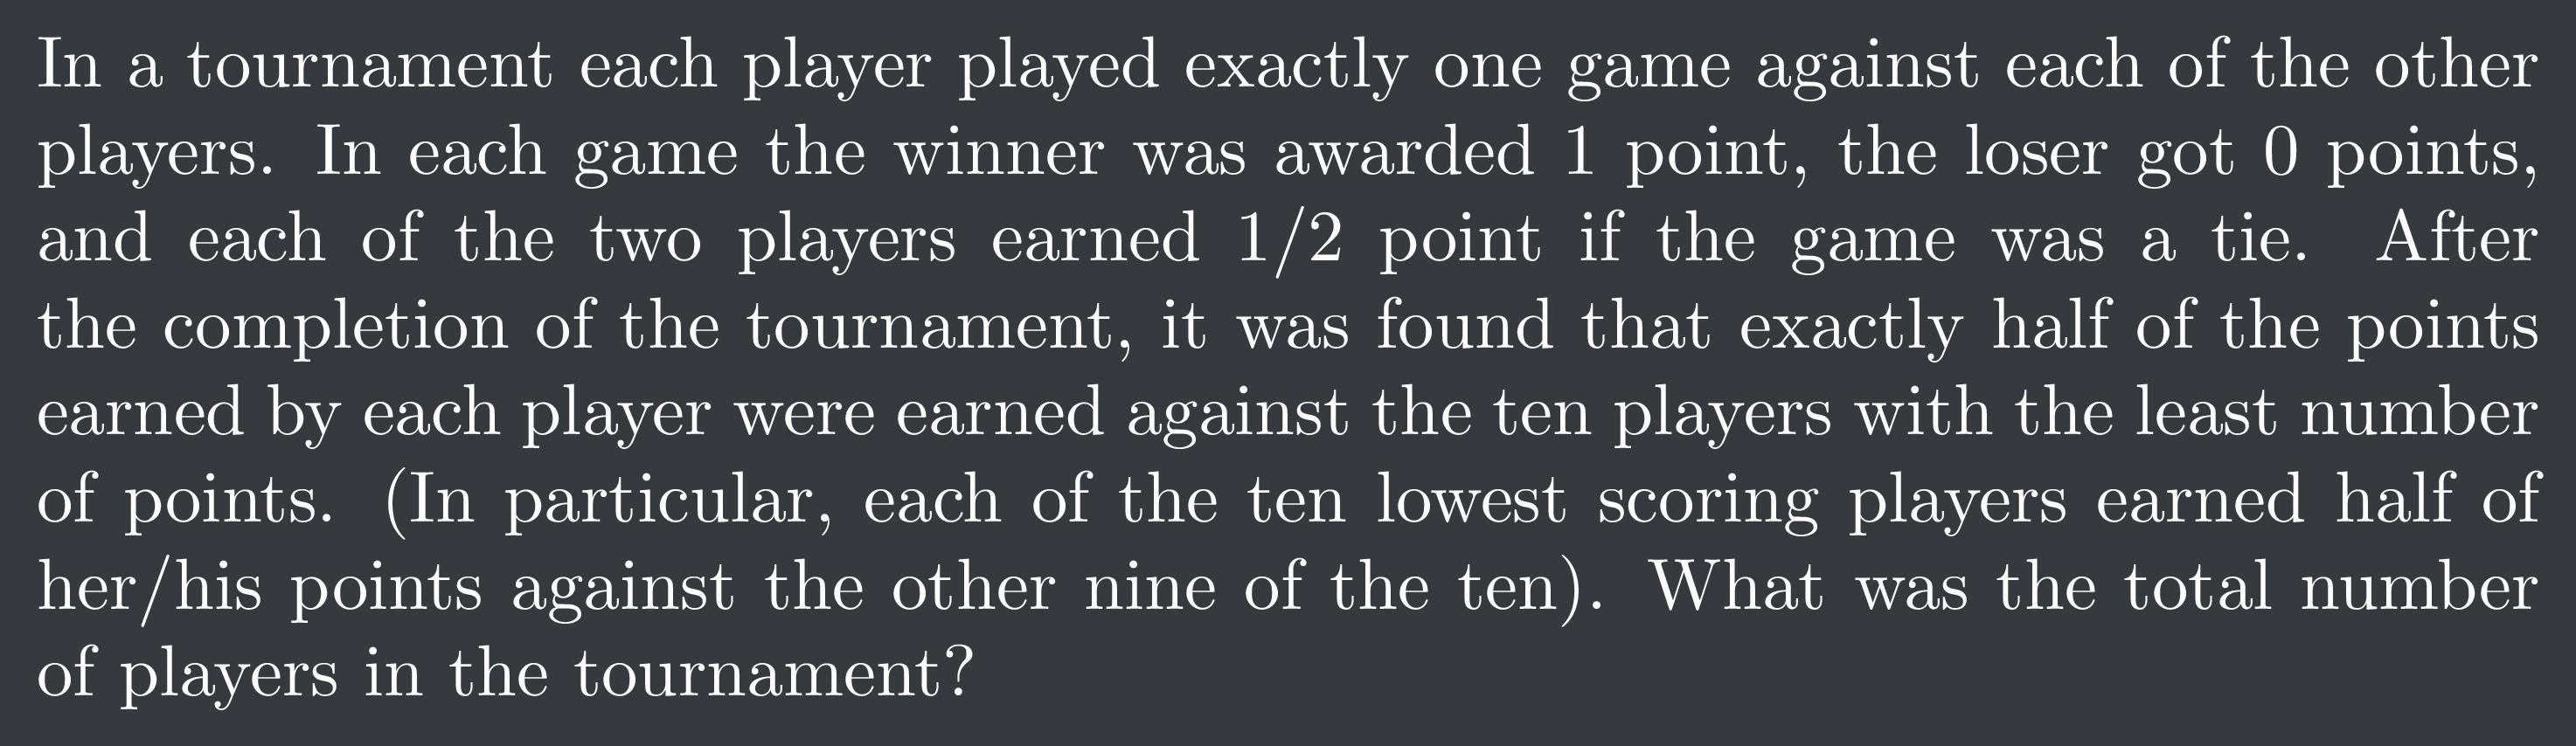 In a tournament each player played exactly one game against each of the other
players. In each game the winner was awarded 1 point, the loser got 0 points,
and each of the two players earned 1/2 point if the game was a tie. After
the completion of the tournament, it was found that exactly half of the points
earned by each player were earned against the ten players with the least number
of points. (In particular, each of the ten lowest scoring players earned half of
her/his points against the other nine of the ten). What was the total number
of players in the tournament?